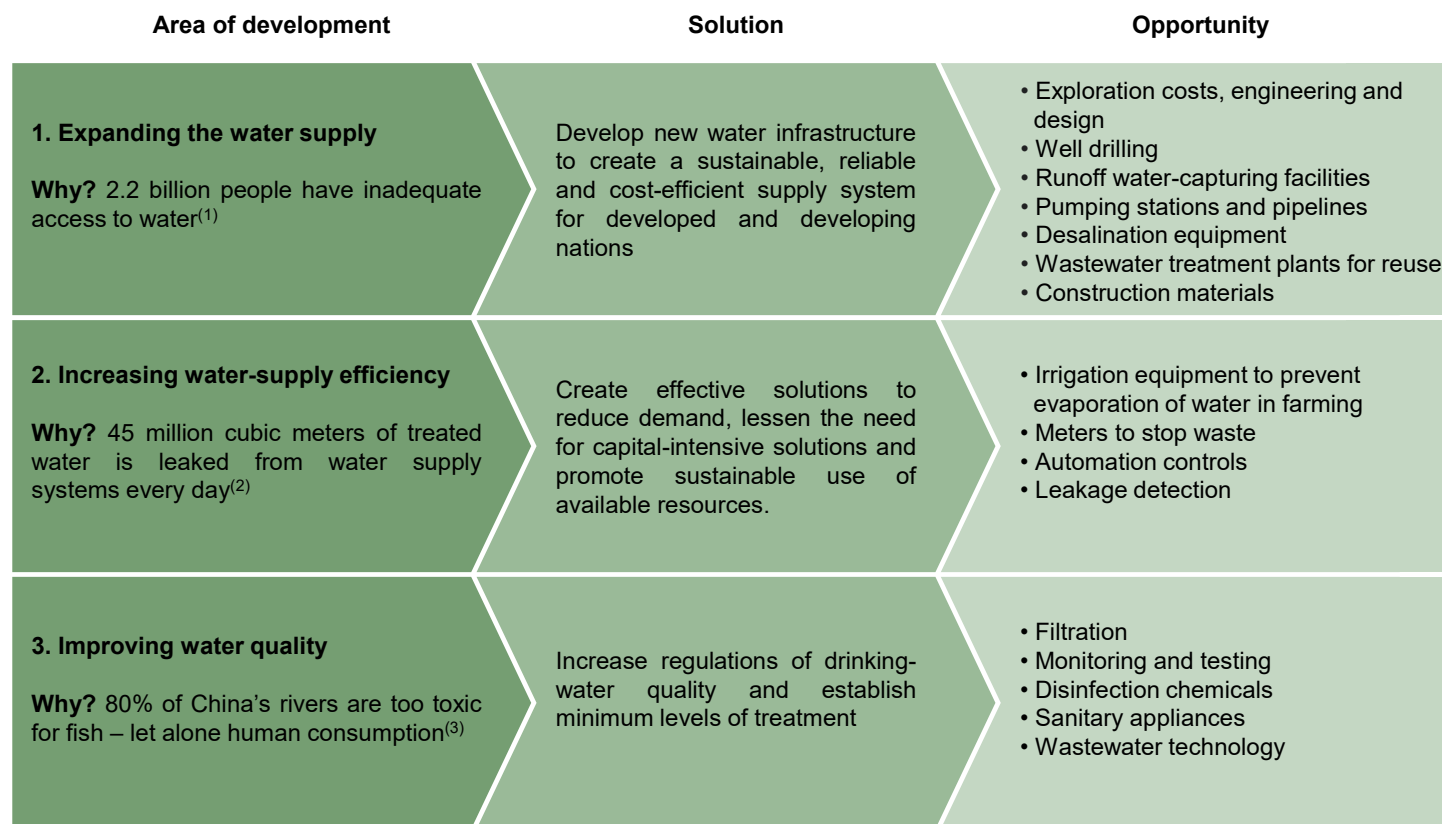 Area of development
Solution
Opportunity
1. Expanding the water supply
Why? 2.2 billion people have inadequate
access to water(1)
Develop new water infrastructure
to create a sustainable, reliable
and cost-efficient supply system
for developed and developing
nations
• Exploration costs, engineering and
design
• Well drilling
• Runoff water-capturing facilities
• Pumping stations and pipelines
• Desalination equipment
• Wastewater treatment plants for reuse
• Construction materials
2. Increasing water-supply efficiency
Why? 45 million cubic meters of treated
water is leaked from water supply
systems every day(2)
Create effective solutions to
reduce demand, lessen the need
for capital-intensive solutions and
promote sustainable use of
available resources.
• Irrigation equipment to prevent
evaporation of water in farming
• Meters to stop waste
• Automation controls
• Leakage detection
3. Improving water quality
Why? 80% of China’s rivers are too toxic
for fish – let alone human consumption(3)
Increase regulations of drinking-
water quality and establish
minimum levels of treatment
• Filtration
• Monitoring and testing
• Disinfection chemicals
• Sanitary appliances
• Wastewater technology